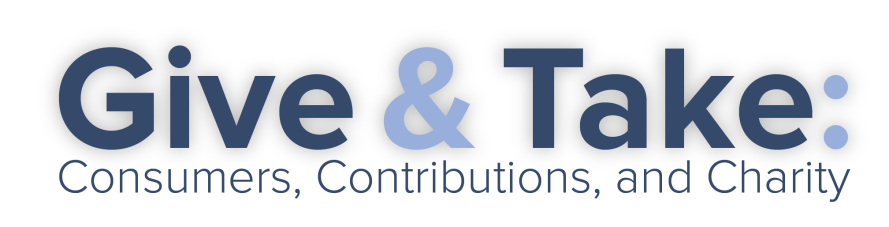 Give & Take:
Consumers, Contributions, and Charity